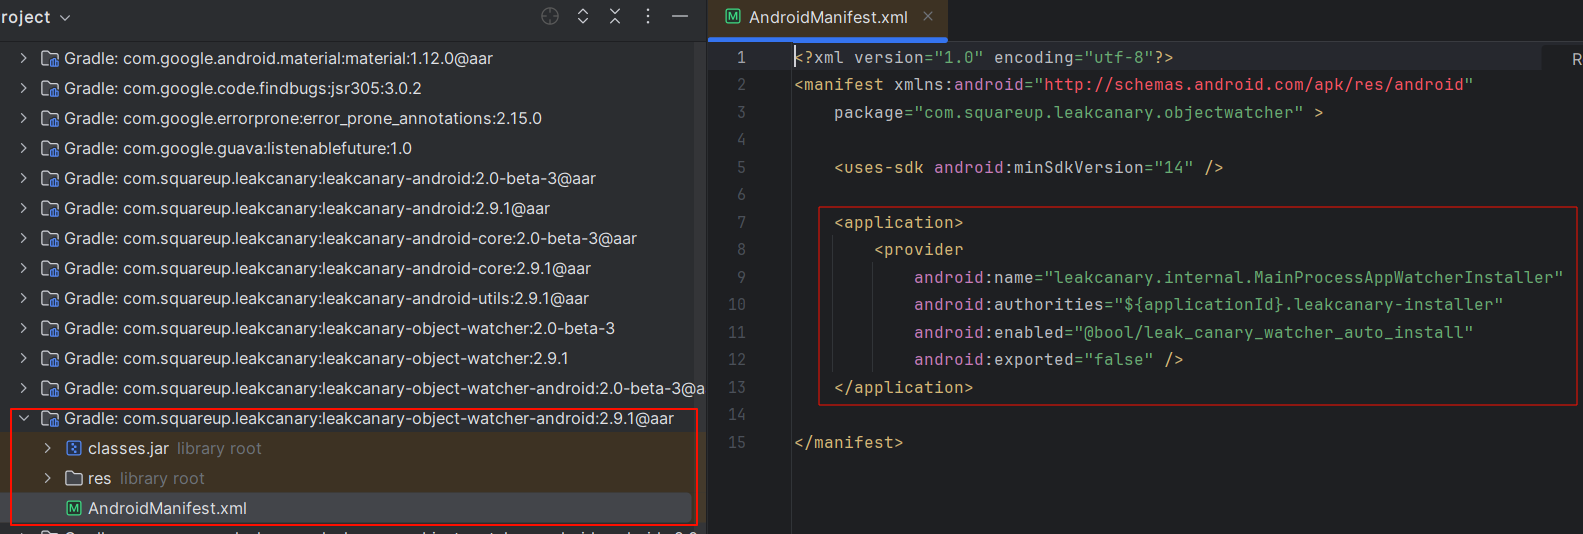 roject
Gradle: com.google.android.material:material:1.12.0@aar
Gradle: com.google.code.findbugs:jsr305:3.0.2
Gradle: com.google.errorprone:error_prone_annotations:2.15.0
Gradle: com.google.guava:listenablefuture:1.0
Gradle: com.squareup.leakcanary:leakcanary-android:2.0-beta-3@aar
Gradle: com.squareup.leakcanary:leakcanary-android:2.9.1@aar
Gradle: com.squareup.leakcanary:leakcanary-android-core:2.0-beta-3@aar
Gradle: com.squareup.leakcanary:leakcanary-android-core:2.9.1@aar
Gradle: com.squareup.leakcanary:leakcanary-android-utils:2.9.1@aar
Gradle: com.squareup.leakcanary:leakcanary-object-watcher:2.0-beta-3
Gradle: com.squareup.leakcanary:leakcanary-object-watcher:2.9.1
Gradle: com.squareup.leakcanary:leakcanary-object-watcher-android:2.0-beta-3@a
Gradle: com.squareup.leakcanary:leakcanary-object-watcher-android:2.9.1@aar
classes.jar library root
res library root
AndroidManifest.xml
AndroidManifest.xml
R
1 <?xml version="1.0" encoding="utf-8"?>
2 <manifest xmlns:android="http://schemas.android.com/apk/res/android"
3 package="com.squareup.leakcanary.objectwatcher" >
4
5 <uses-sdk android:minSdkVersion="14" />
6
7 <application>
8 <provider
9 android:name="leakcanary.internal.MainProcessAppWatcherInstaller"
10 android:authorities="${applicationId}.leakcanary-installer"
11 android:enabled="@bool/leak_canary_watcher_auto_install"
12 android:exported="false" />
13 </application>
14
15 </manifest>